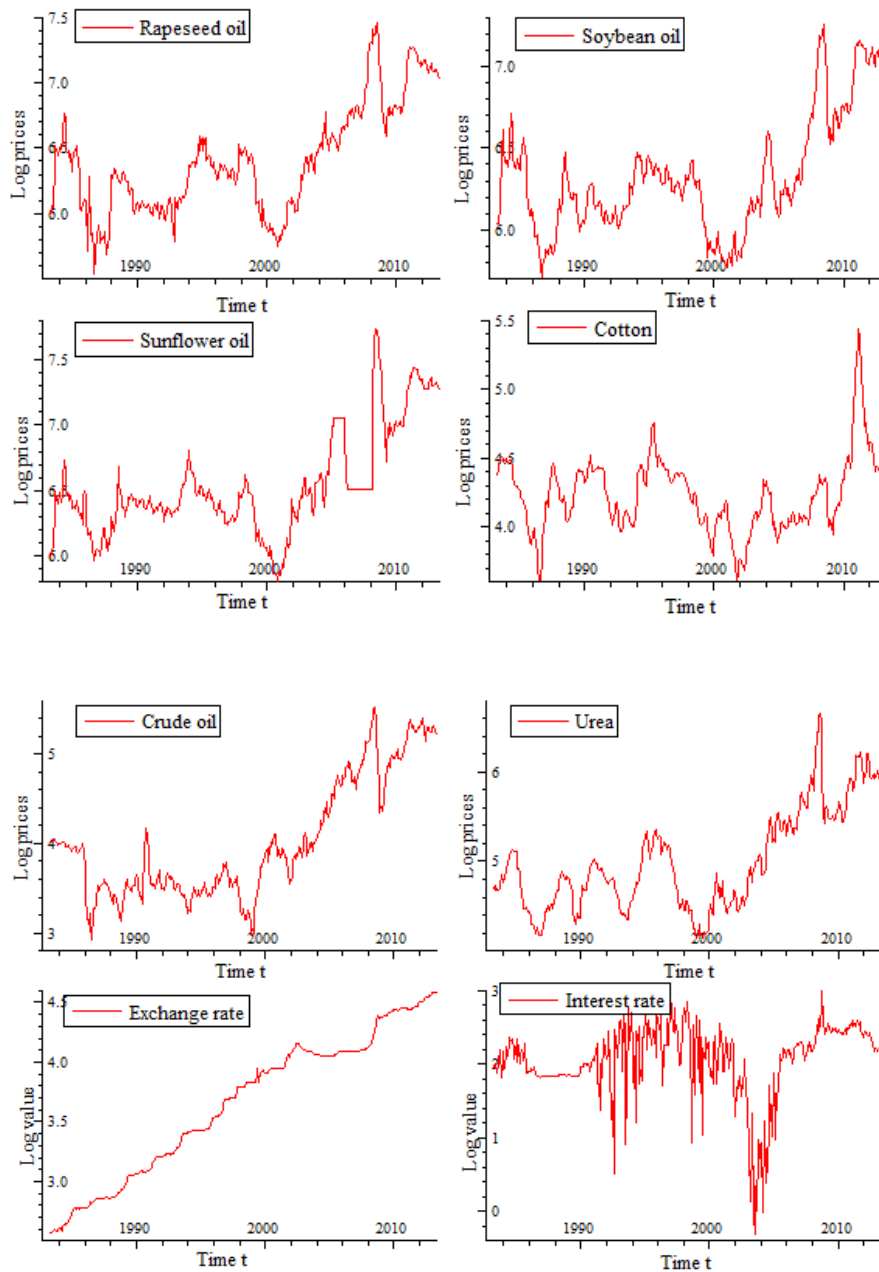 Rapeseed oil
7.5
7.0
6.5
6.0
Log prices
1990
2000
2010
Time t
Soybean oil
7.0
6.5
6.0
Log prices
1990
2000
2010
Time t
Sunflower oil
7.5
7.0
6.5
6.0
Log prices
1990
2000
2010
Time t
Cotton
5.5
5.0
4.5
4.0
Log prices
1990
2000
2010
Time t
Crude oil
5
4
3
Log prices
1990
2000
2010
Time t
Urea
6
5
Log prices
1990
2000
2010
Time t
Exchange rate
4.5
4.0
3.5
3.0
Log value
1990
2000
2010
Time t
Interest rate
3
2
1
0
Log value
1990
2000
2010
Time t